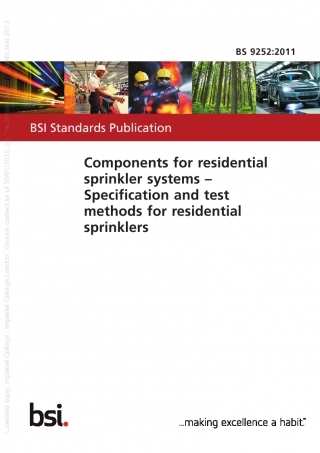 BS 9252:2011
BSI Standards Publication
Components for residential
sprinkler systems –
Specification and test
methods for residential
sprinklers
bsi.
...making excellence a habit.™